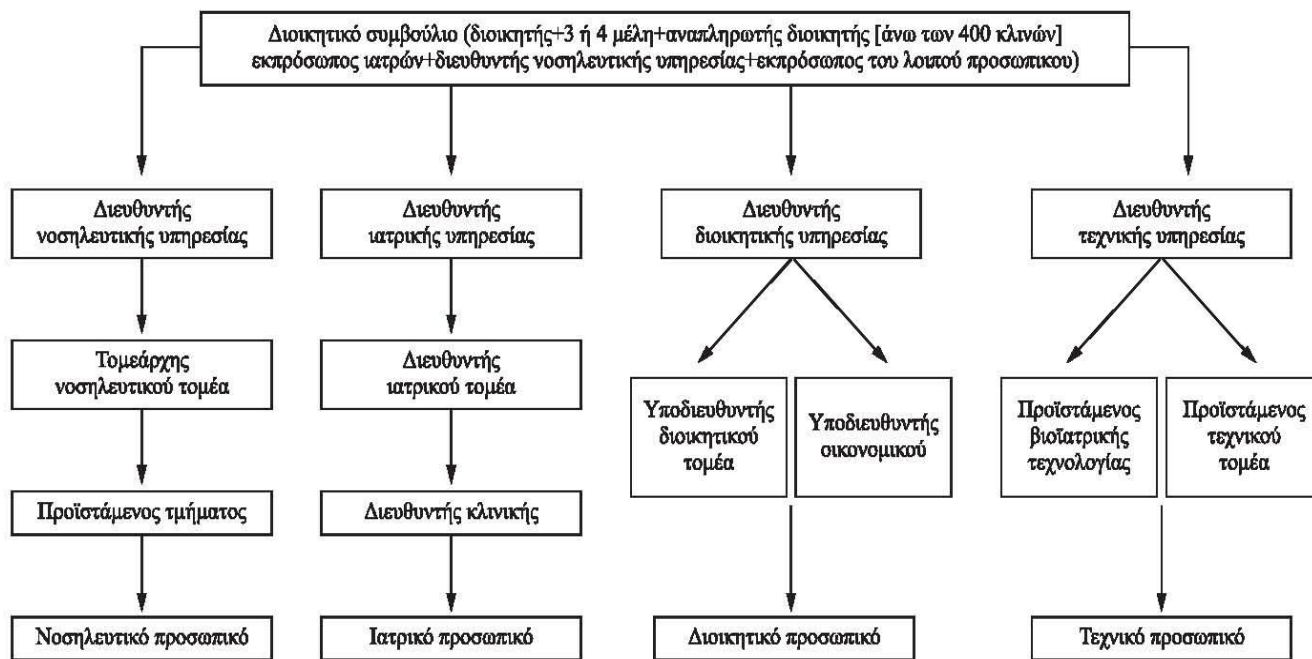 Διοικητικό συμβούλιο (διοικητής+3 ή 4 μέλη+αναπληρωτής διοικητής [άνω των 400 κλινών]
εκπρόσωπος ιατρών+διευθυντής νοσηλευτικής υπηρεσίας+εκπρόσωπος του λοιπού προσωπικου)
Διευθυντής
νοσηλευτικής υπηρεσίας
Διευθυντής
ιατρικής υπηρεσίας
Διευθυντής
διοικητικής υπηρεσίας
Διευθυντής
τεχνικής υπηρεσίας
Τομεάρχης
νοσηλευτικού τομέα
Διευθυντής
ιατρικού τομέα
Υποδιευθυντής
διοικητικού
τομέα
Υποδιευθυντής
οικονομικού
Προϊστάμενος
βιοϊατρικής
τεχνολογίας
Προϊστάμενος
τεχνικού
τομέα
Προϊστάμενος τμήματος
Διευθυντής κλινικής
Νοσηλευτικό προσωπικό
Ιατρικό προσωπικό
Διοικητικό προσωπικό
Τεχνικό προσωπικό